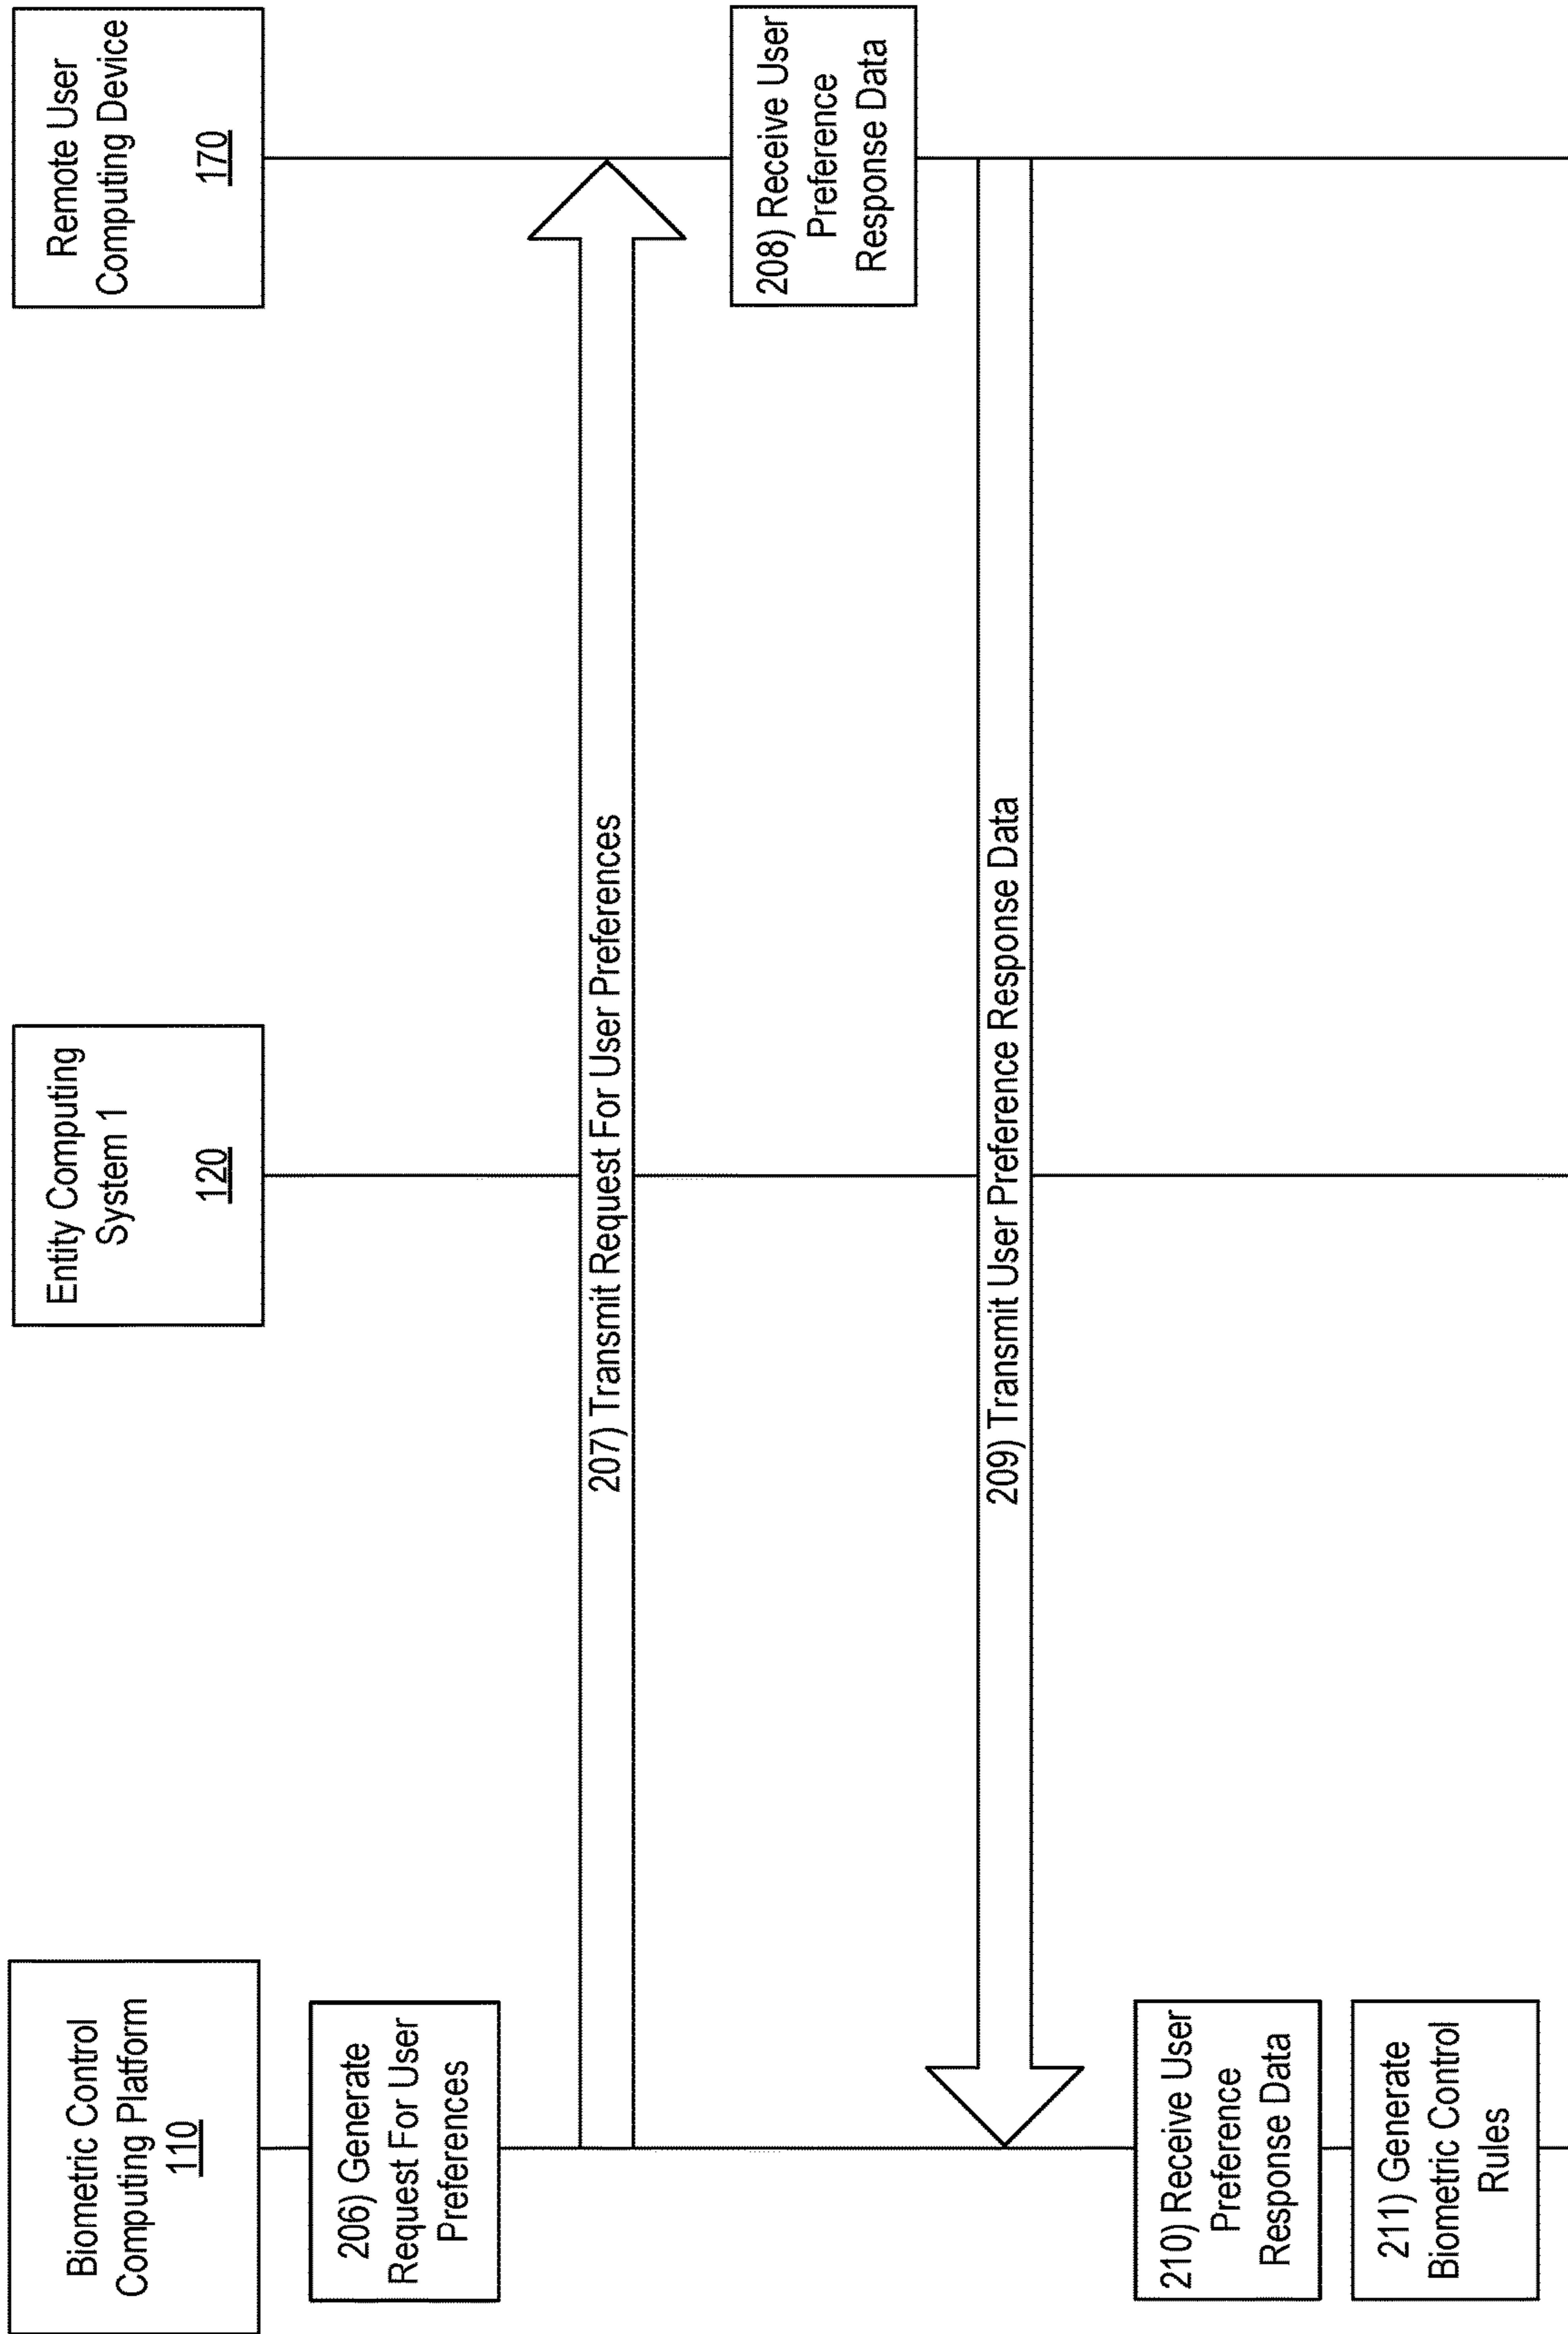 Biometric Control
Computing Platform
110
Entity Computing
System 1
120
Remote User
Computing Device
170
206) Generate
Request For User
Preferences
207) Transmit Request For User Preferences
208) Receive User
Preference
Response Data
209) Transmit User Preference Response Data
210) Receive User
Preference
Response Data
211) Generate
Biometric Control
Rules